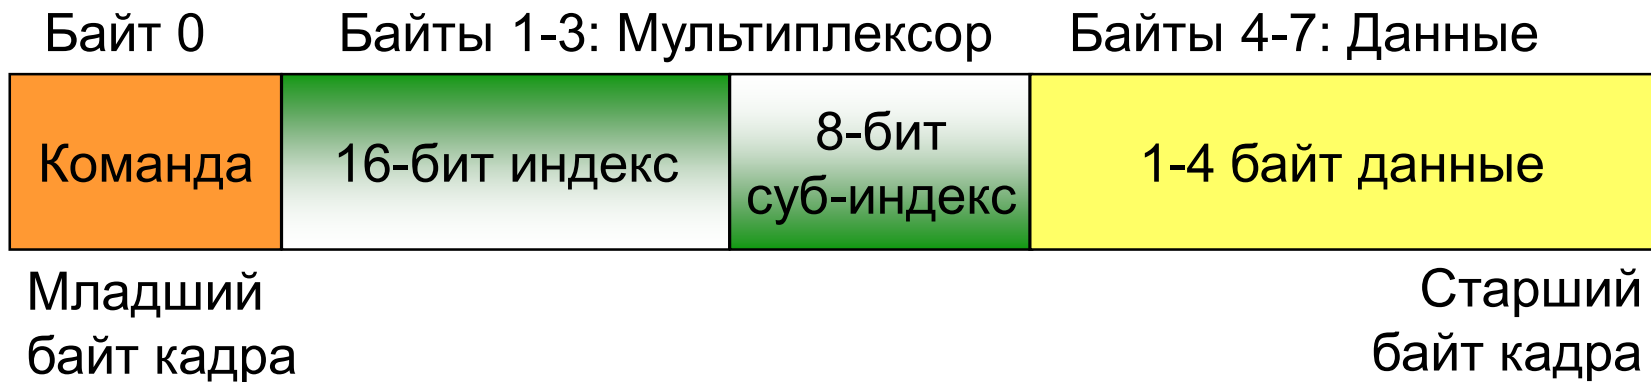 Байт 0
Байты 1-3: Мультиплексор
Байты 4-7: Данные
Команда
16-бит индекс
8-бит
суб-индекс
1-4 байт данные
Младший
байт кадра
Старший
байт кадра